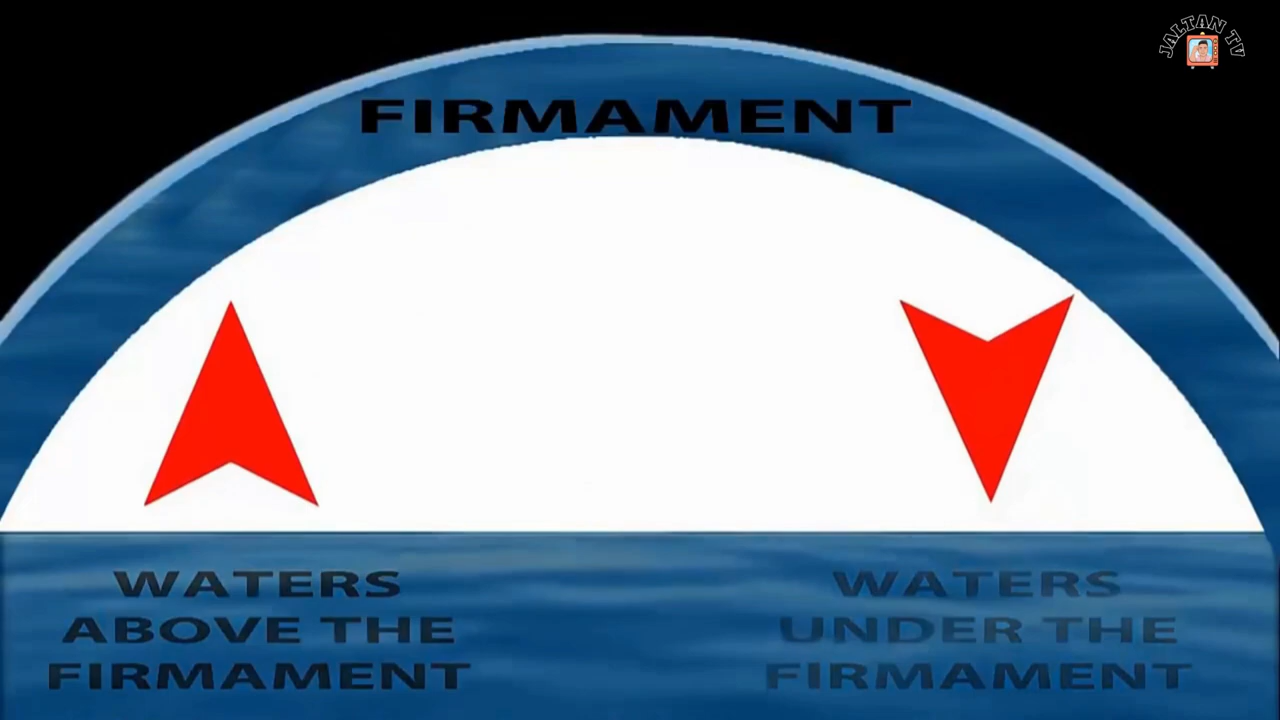 JALTAN TV
FIRMAMENT
WATERS
ABOVE THE
FIRMAMENT
WATERS
UNDER THE
FIRMAMENT